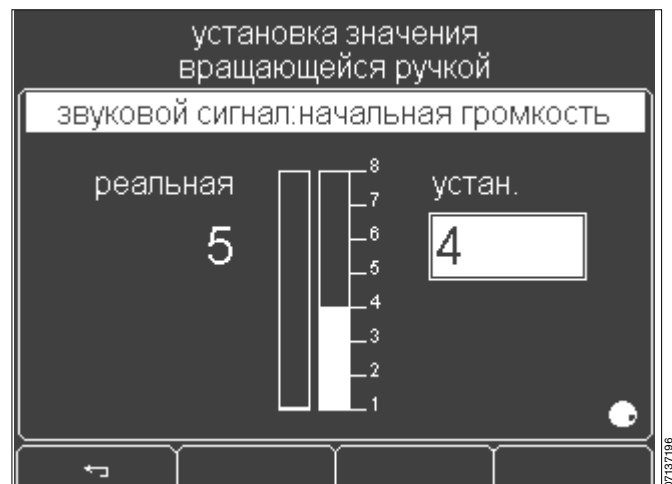 установка значения
вращающейся ручкой
звуковой сигнал:начальная громкость
реальная
устан.
5
4
8
7
6
5
4
3
2
1
07137196